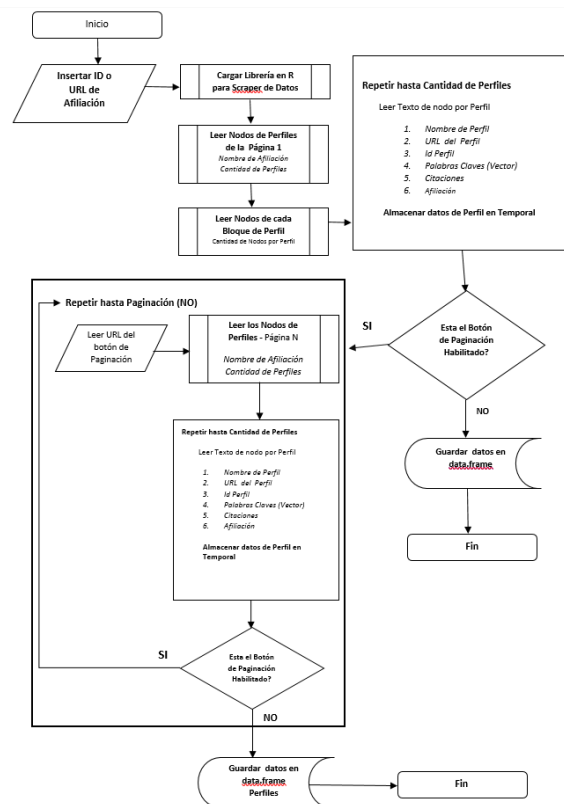 Inicio
Insertar ID o
URL de
Afiliación
Cargar Librería en R
para Scraper de Datos
Leer Nodos de Perfiles
de la Página 1
Nombre de Afiliación
Cantidad de Perfiles
Leer Nodos de cada
Bloque de Perfil
Cantidad de Nodos por Perfil
Repetir hasta Cantidad de Perfiles
Leer Texto de nodo por Perfil
1. Nombre de Perfil
2. URL del Perfil
3. Id Perfil
4. Palabras Claves (Vector)
5. Citaciones
6. Afiliación
Almacenar datos de Perfil en Temporal
Esta el Botón
de Paginación
Habilitado?
SI
NO
Guardar datos en
data.frame
Fin
Repetir hasta Paginación (NO)
Leer URL del
botón de
Paginación
Leer los Nodos de
Perfiles - Página N
Nombre de Afiliación
Cantidad de Perfiles
Repetir hasta Cantidad de Perfiles
Leer Texto de nodo por Perfil
1. Nombre de Perfil
2. URL del Perfil
3. Id Perfil
4. Palabras Claves (Vector)
5. Citaciones
6. Afiliación
Almacenar datos de Perfil en
Temporal
Esta el Botón
de Paginación
Habilitado?
SI
NO
Guardar datos en
data.frame
Perfiles
Fin